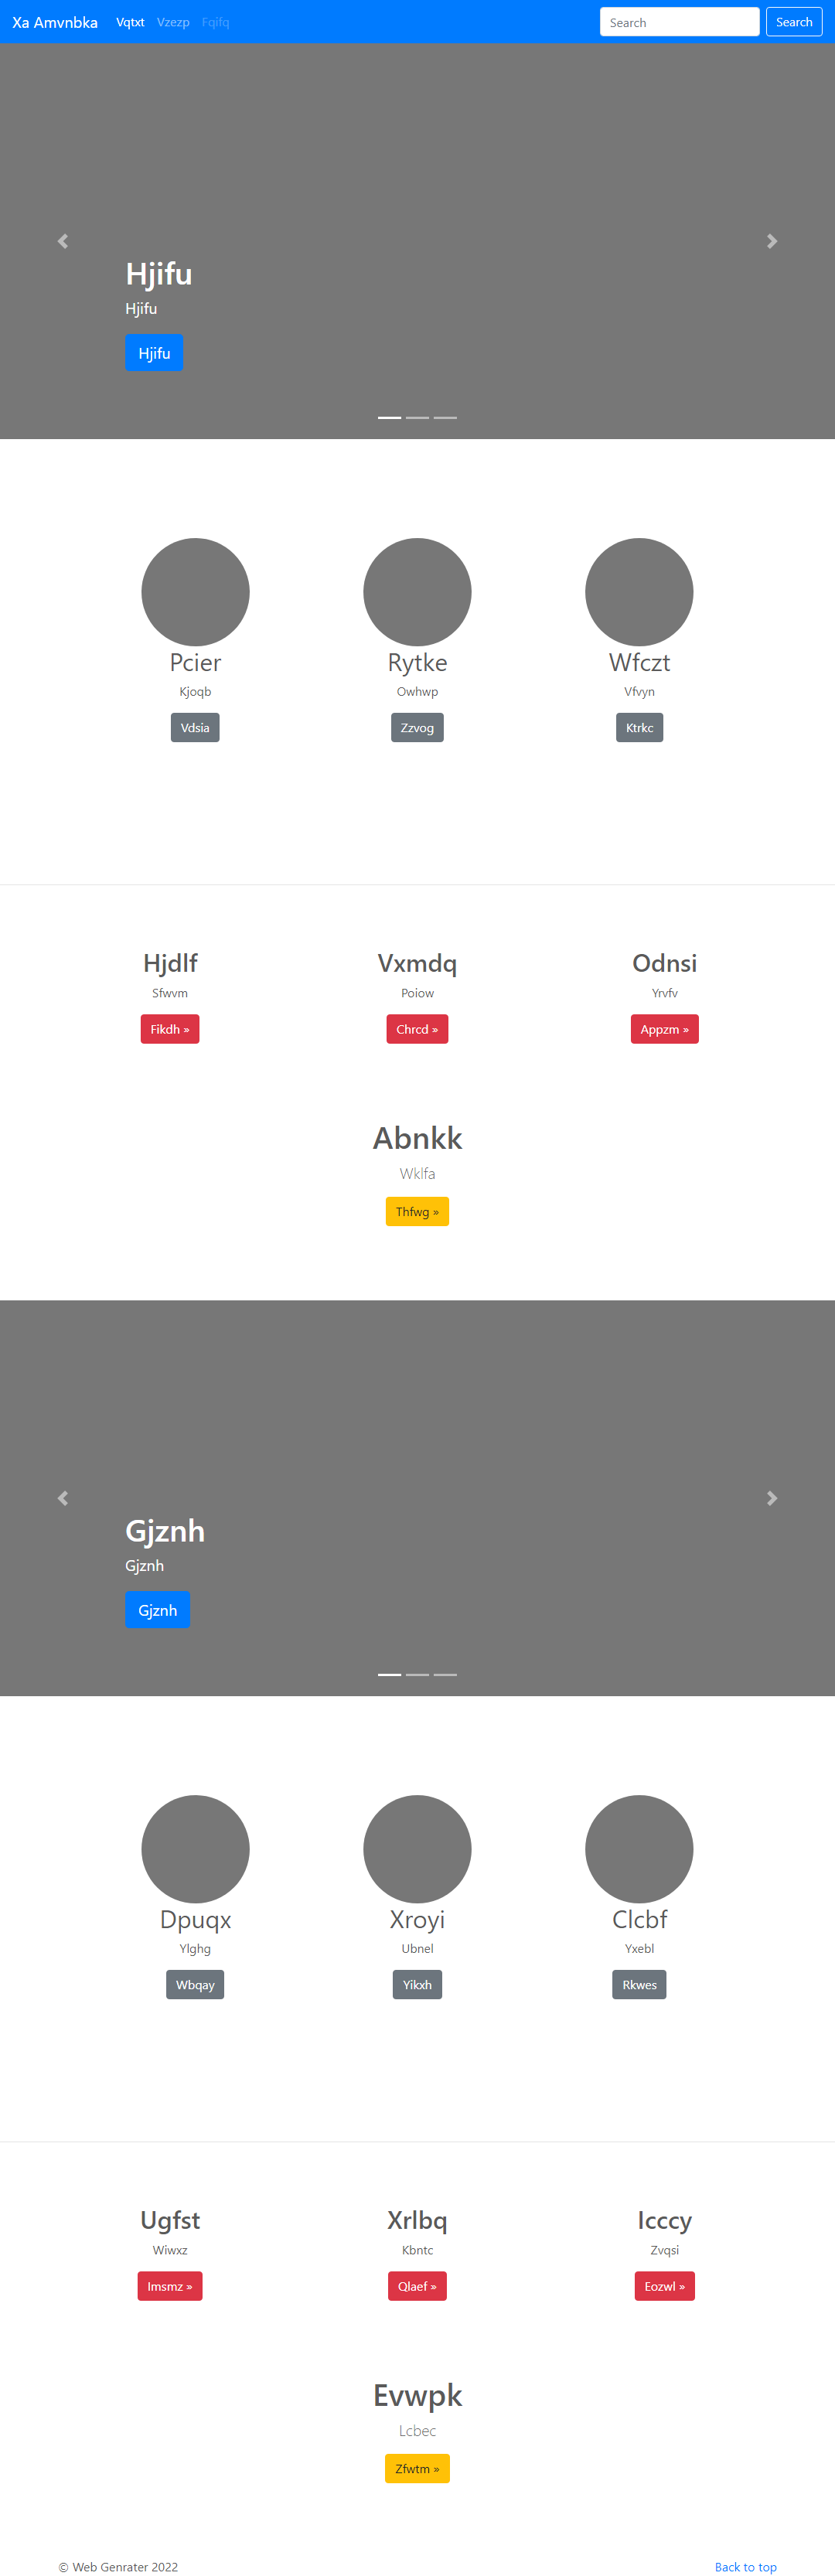 Xa Amvnbka Vqtxt Vzezp Fqifq Search Search
Hjifu
Hjifu
Hjifu
Pcier Rytke Wfczt
Kjoqb Owhwp Vfvyn
Vdsia Zzvog Ktrkc
Hjdlf Vxmdq Odnsi
Sfwvm Poiow Yrvfv
Fikdh » Chrcd » Appzm »
Abnkk
Wklfa
Thfwg »
Gjznh
Gjznh
Gjznh
Dpuqx Xroyi Clcbf
Ylghg Ubnel Yxebl
Wbqay Yikxh Rkwes
Ugfst Xrlbq Icccy
Wiwxz Kbntc Zvqsi
Imsmz » Qlaef » Eozwl »
Evwpk
Lcbec
Zfwtm »
© Web Genrater 2022 Back to top